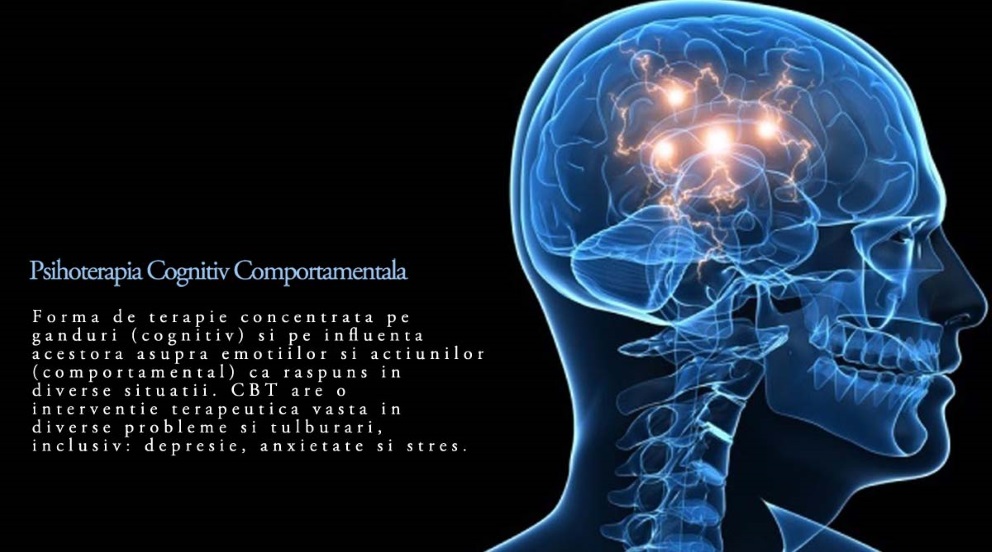 Psihoterapia Cognitiv Comportamentala
Forma de terapie concentrata pe
ganduri (cognitiv) si pe influenta
acestora asupra emotiilor si actiunilor
(comportamental) ca raspuns in
diverse situatii. CBT are o
interventie terapeutica vasta in
diverse probleme si tulburari,
inclusiv: depresie, anxietate si stres.